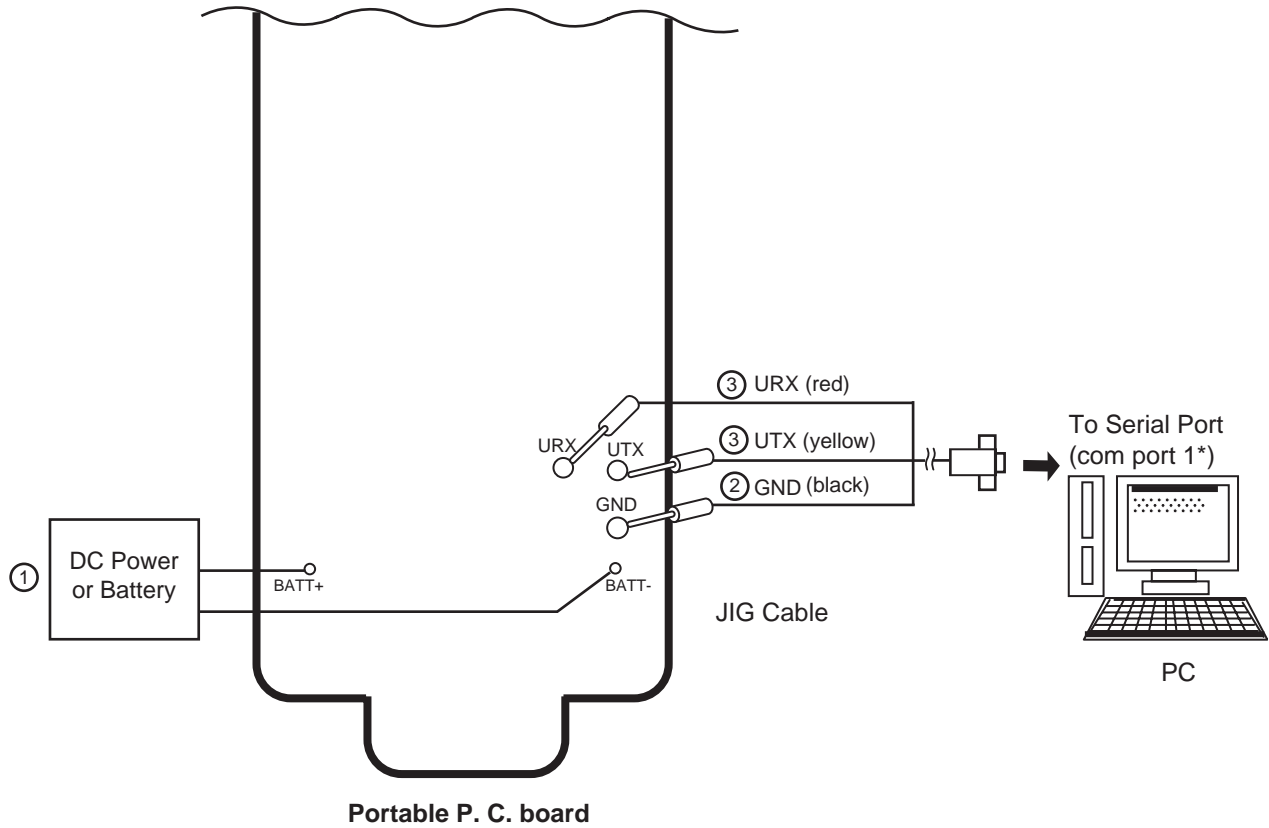 ③ URX (red)
To Serial Port
(com port 1*)
URX
UTX
③ UTX (yellow)
② GND (black)
GND
①
DC Power
or Battery
BATT+
BATT-
JIG Cable
PC
Portable P. C. board